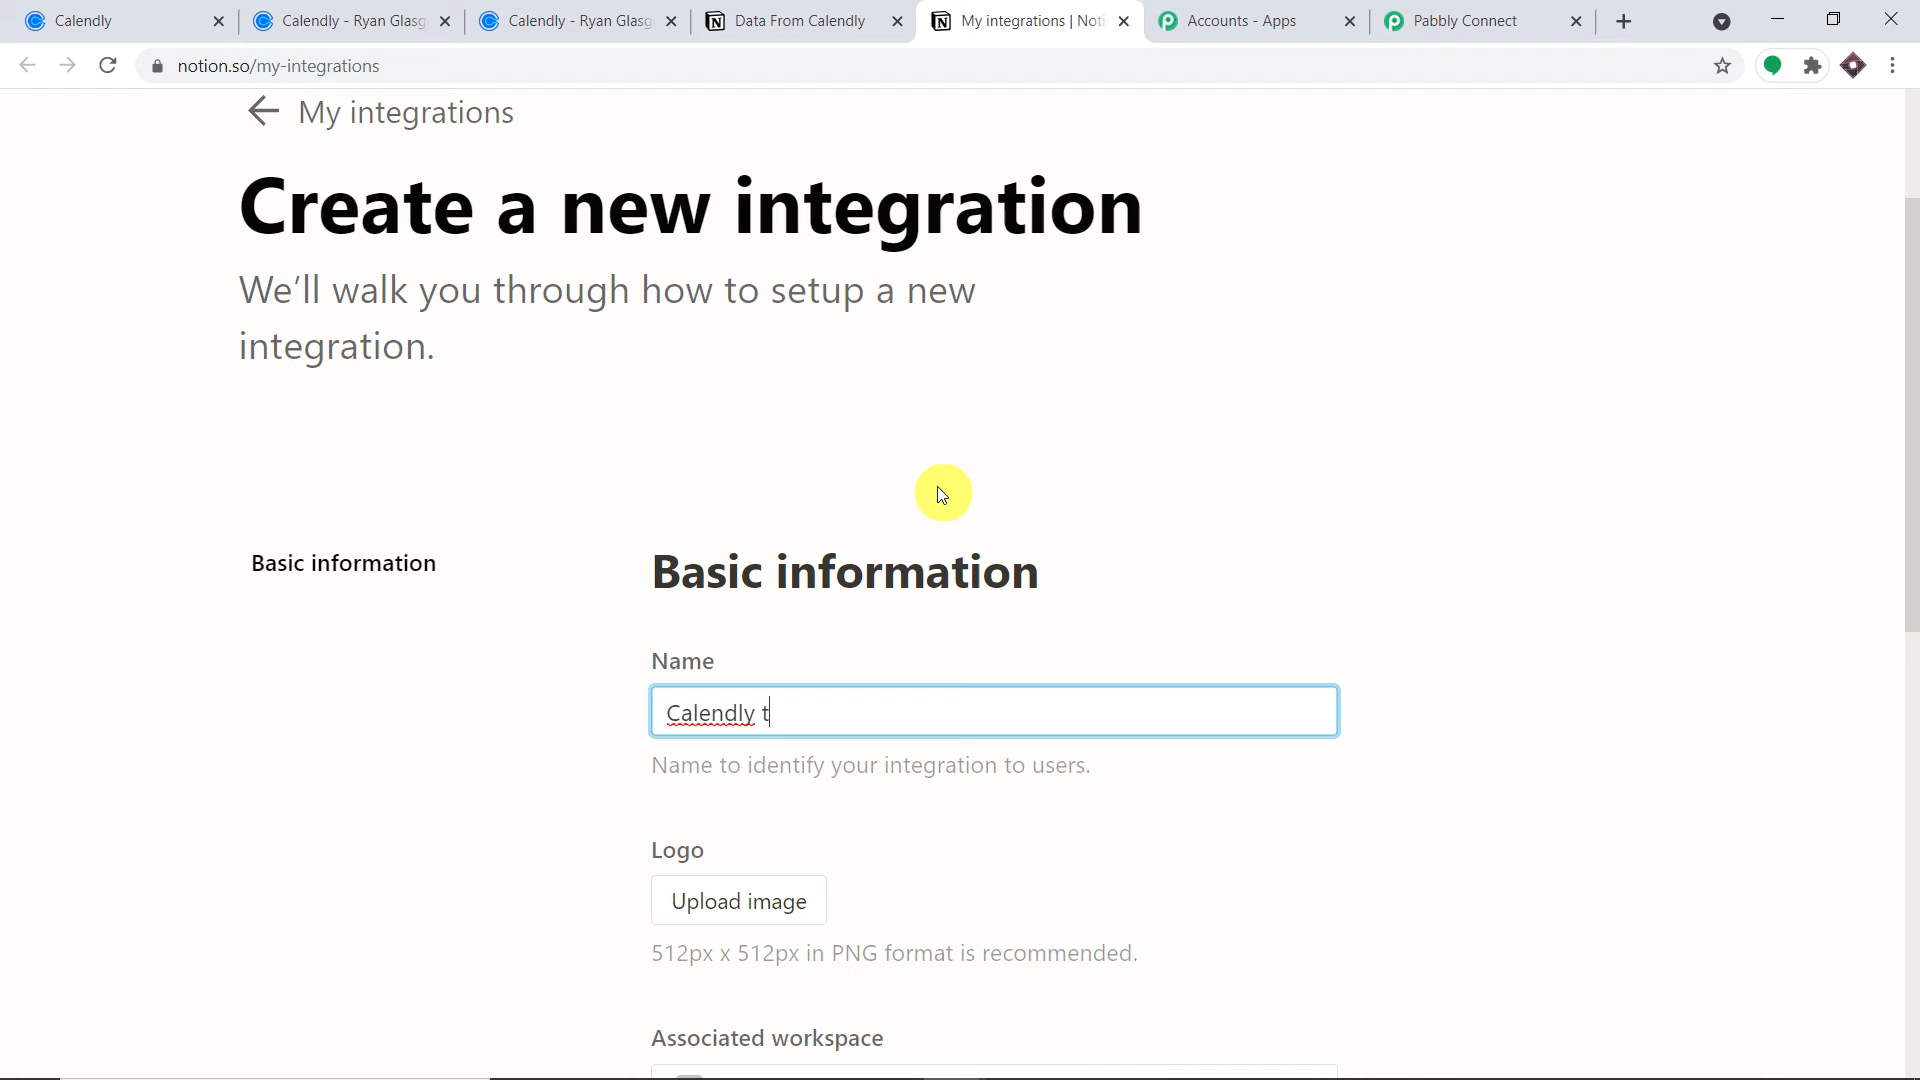 Calendly
Calendly - Ryan Glasg
Calendly - Ryan Glasg
Data From Calendly
My integrations | Noti
Accounts - Apps
Pabbly Connect
notion.so/my-integrations
My integrations
Create a new integration
We'll walk you through how to setup a new
integration.
Basic information
Basic information
Name
Calendly t
Name to identify your integration to users.
Logo
Upload image
512px x 512px in PNG format is recommended.
Associated workspace